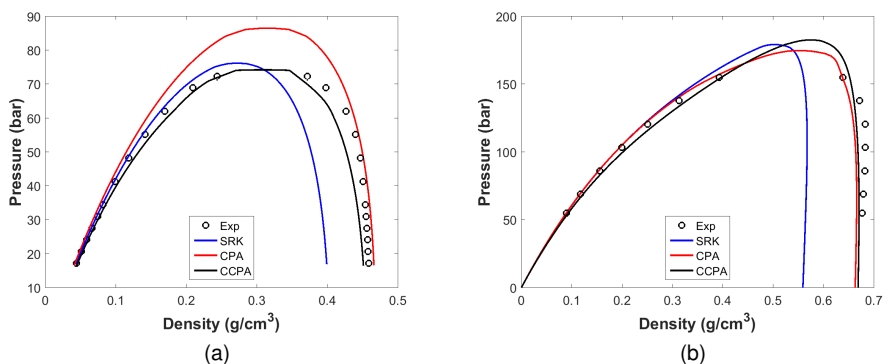 90
80
70
60
50
40
30
20
10
0
0.1
0.2
0.3
0.4
0.5
Pressure (bar)
Density (g/cm³)
Exp
SRK
CPA
CCPA
(a)
200
150
100
50
0
0
0.1
0.2
0.3
0.4
0.5
0.6
0.7
Pressure (bar)
Density (g/cm³)
Exp
SRK
CPA
CCPA
(b)